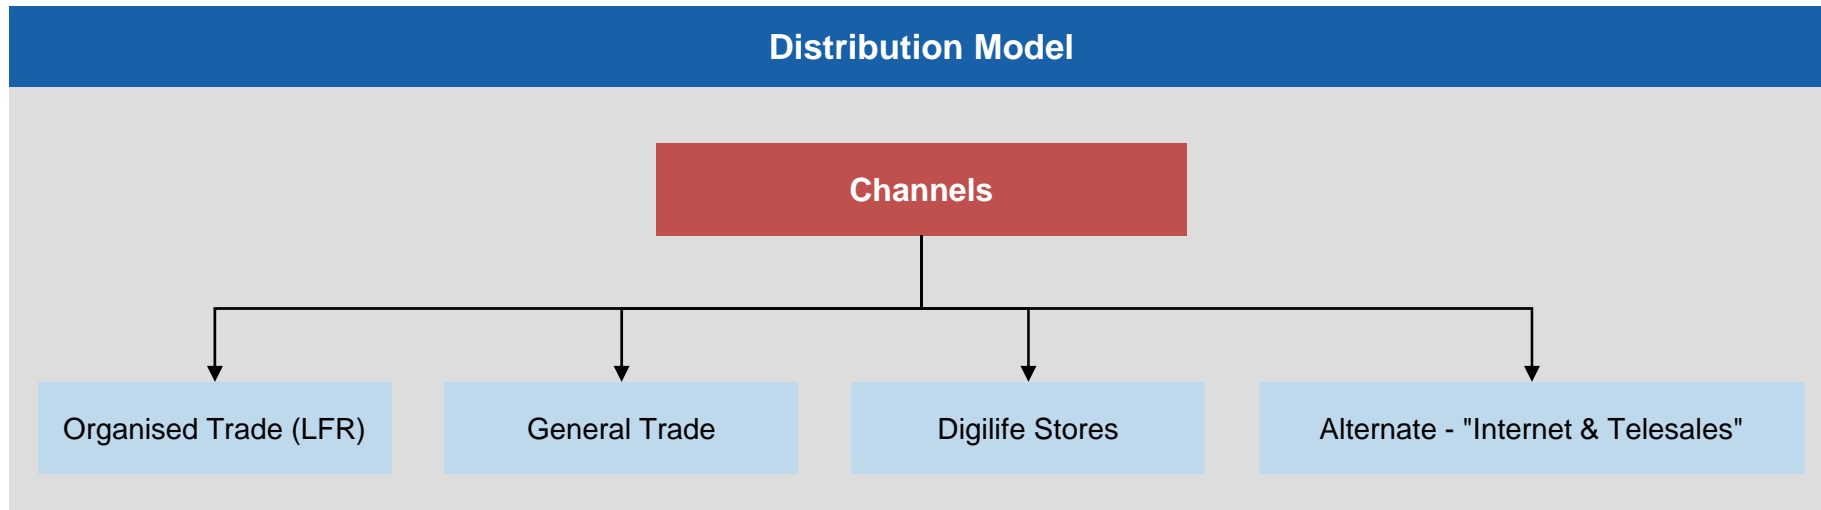 Distribution Model
Channels
Organised Trade (LFR)
General Trade
Digilife Stores
Alternate - "Internet & Telesales"